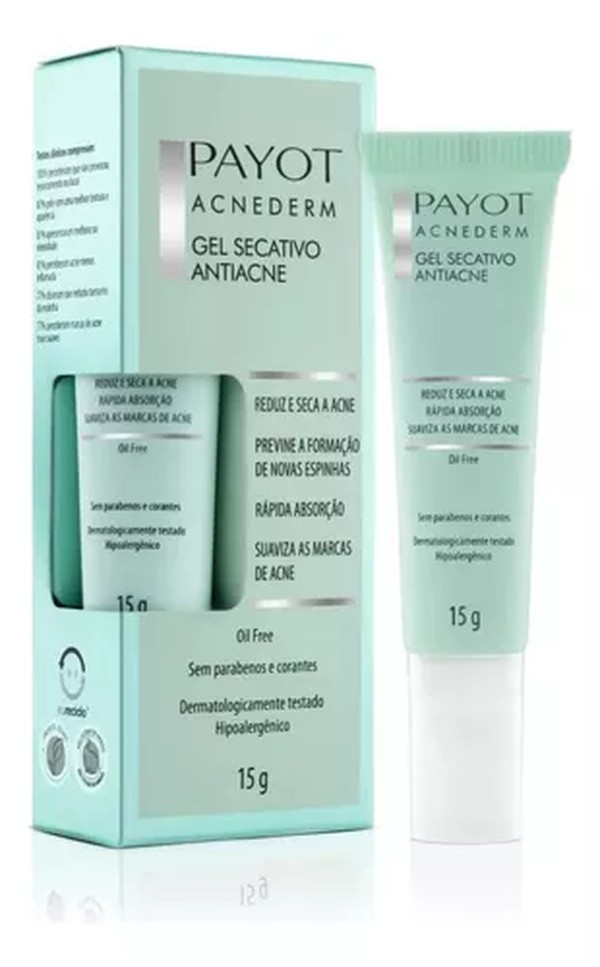 PAYOT
ACNEDERM
GEL SECATIVO
ANTIACNE
REDUZ E SECA A ACNE
RÁPIDA ABSORÇÃO
SUAVIZA AS MARCAS DE ACNE
Oil Free
Sem parabenos e corantes
Dermatologicamente testado
Hipoalergênico
15 g
REDUZ E SECA A ACNE
PREVINE A FORMAÇÃO
DE NOVAS ESPINHAS
RÁPIDA ABSORÇÃO
SUAVIZA AS MARCAS
DE ACNE
Oil Free
Sem parabenos e corantes
Dermatologicamente testado
Hipoalergênico
15 g
PAYOT
ACNEDERM
GEL SECATIVO
ANTIACNE
REDUZ E SECA A ACNE
RÁPIDA ABSORÇÃO
SUAVIZA AS MARCAS DE ACNE
Oil Free
Sem parabenos e corantes
Dermatologicamente testado
Hipoalergênico
15 g